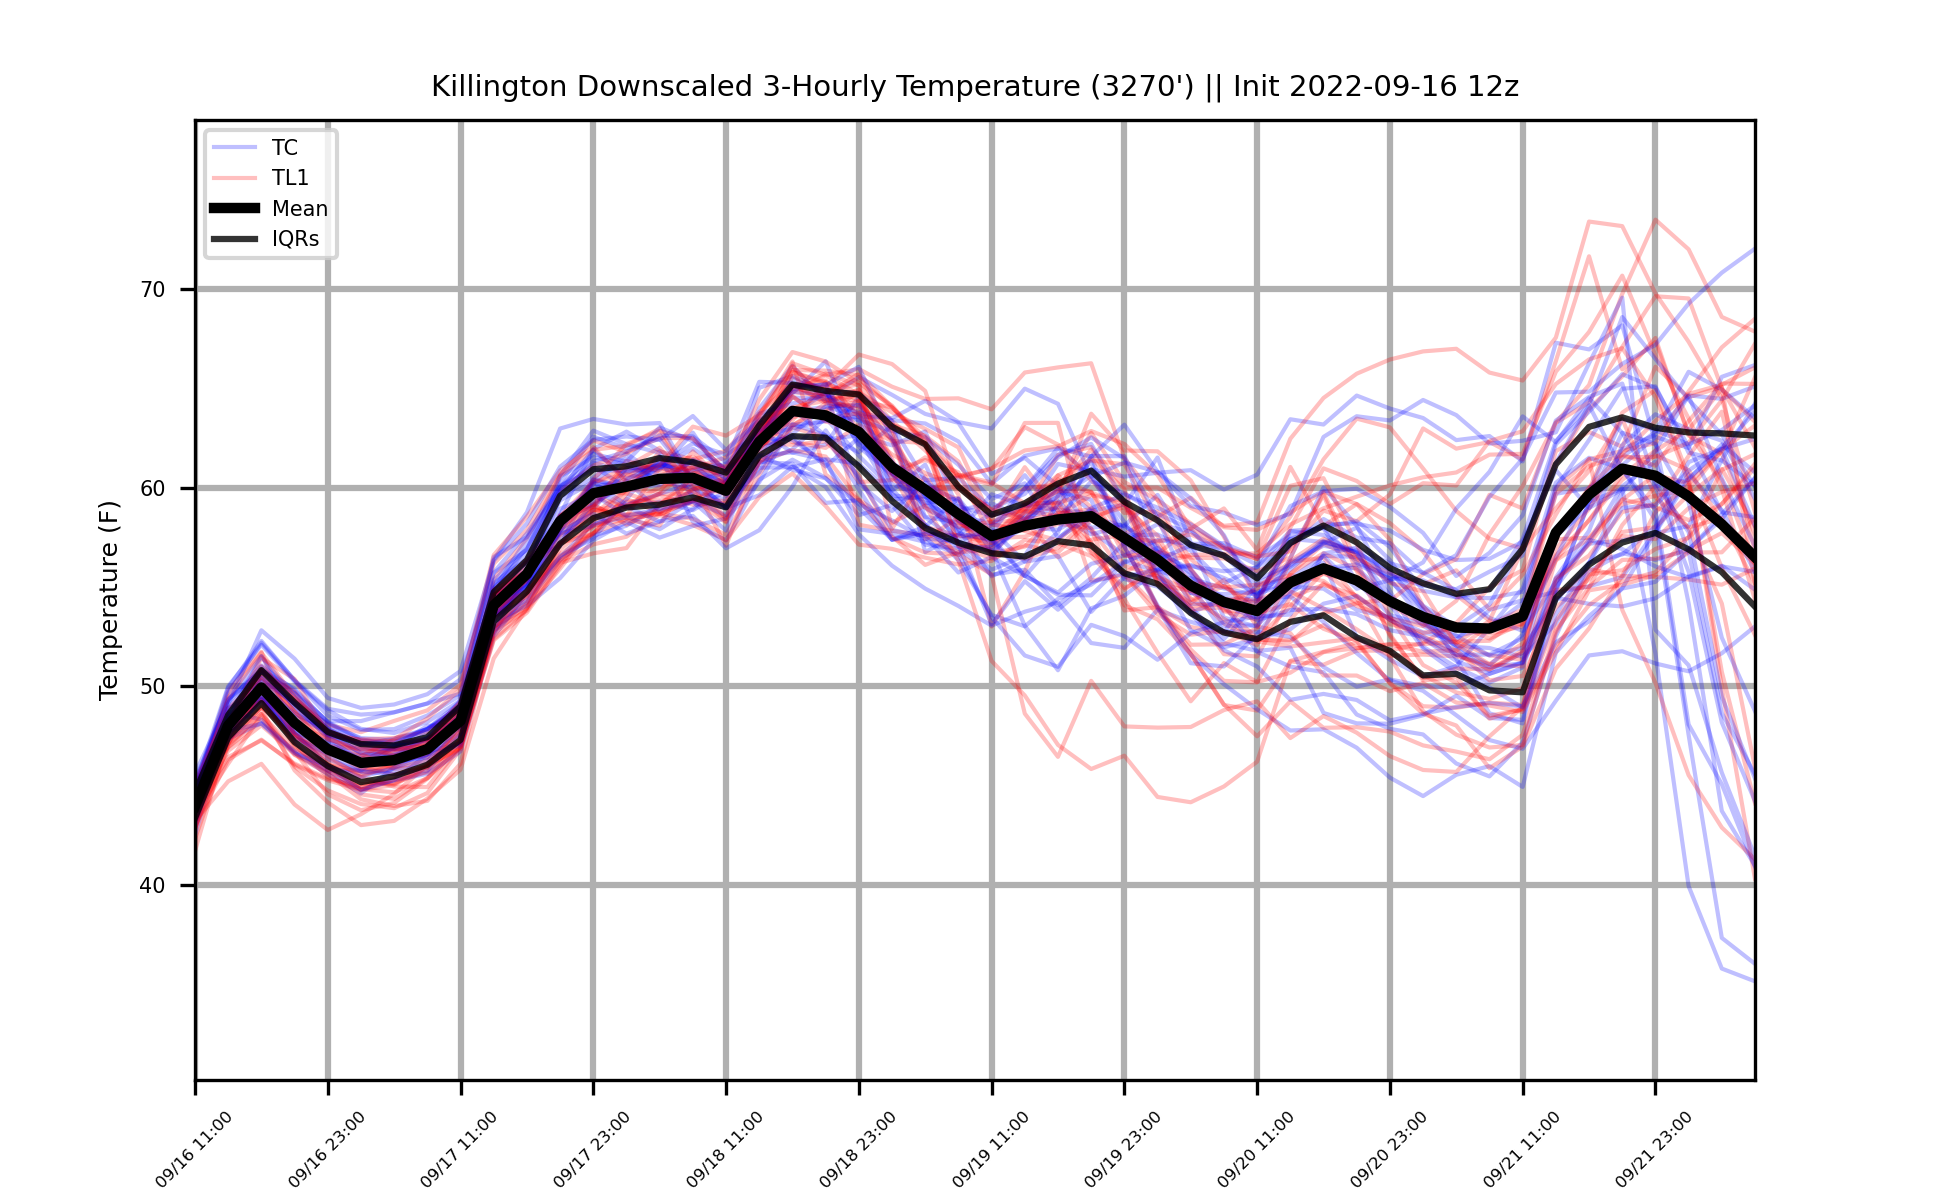 Killington Downscaled 3-Hourly Temperature (3270') || Init 2022-09-16 12z
TC
TL1
Mean
IQRs
Temperature (F)
70
60
50
40
09/16 11:00
09/16 23:00
09/17 11:00
09/17 23:00
09/18 11:00
09/18 23:00
09/19 11:00
09/19 23:00
09/20 11:00
09/20 23:00
09/21 11:00
09/21 23:00